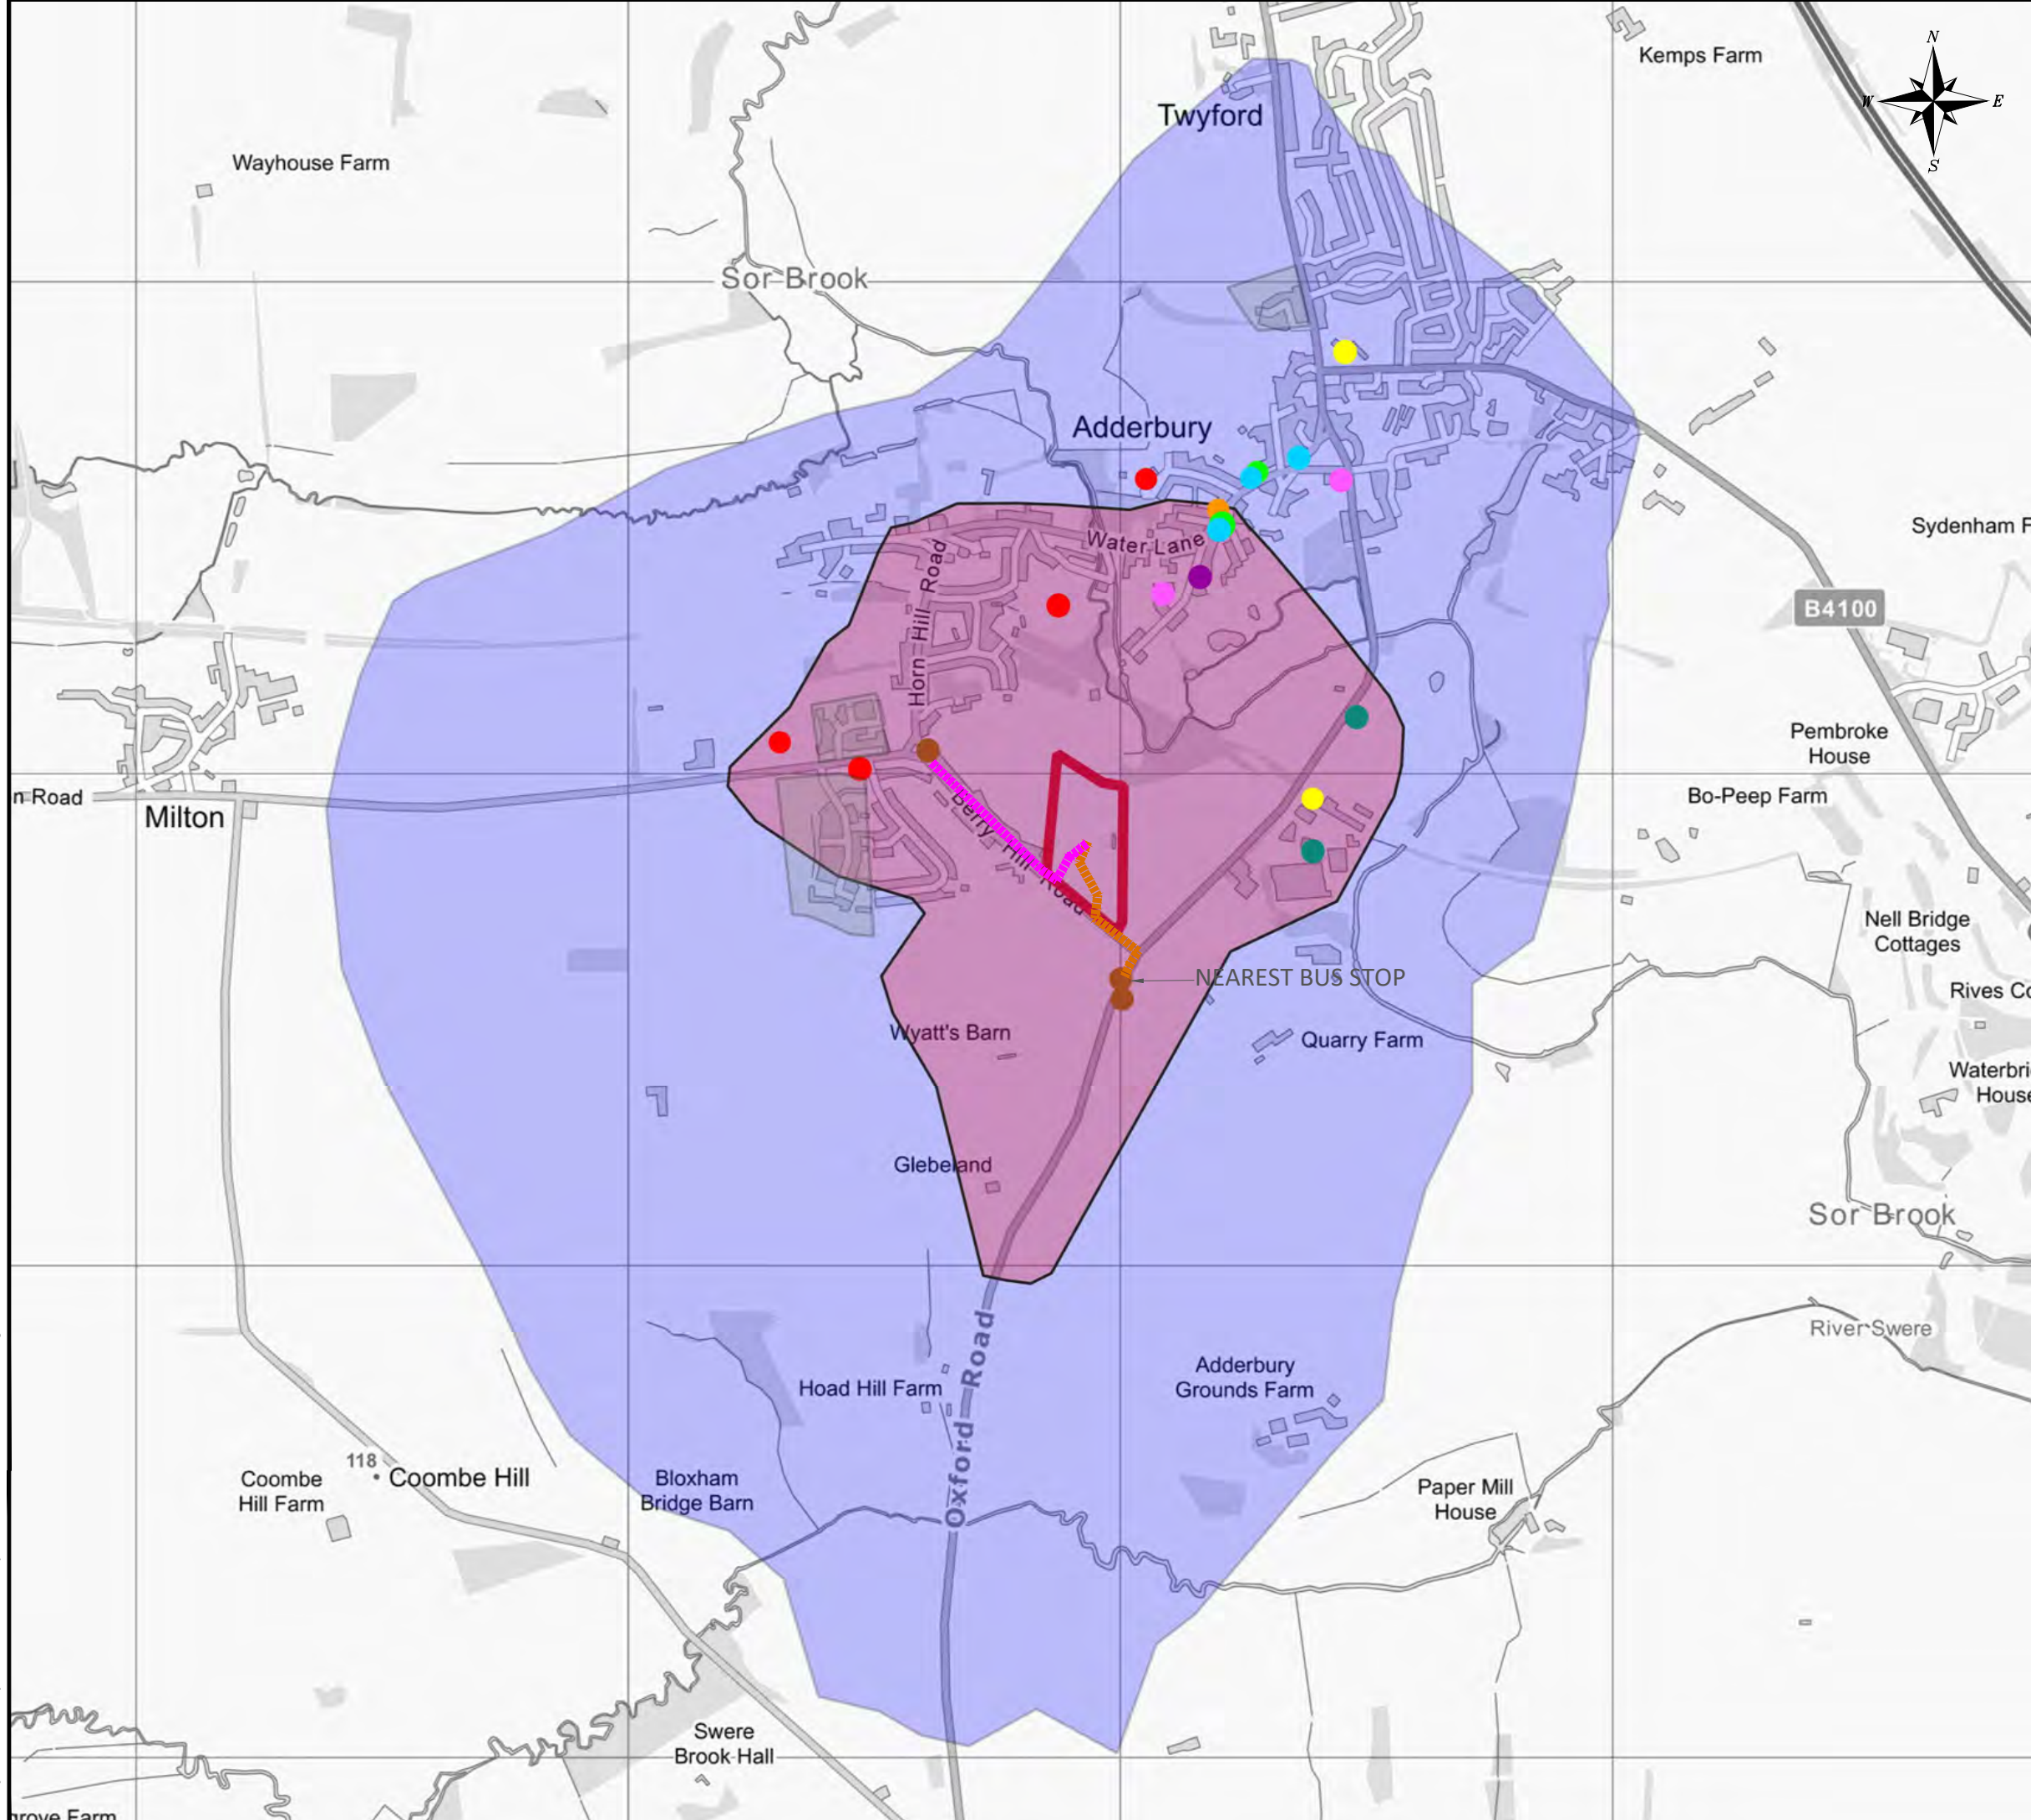 N
Kemps Farm
W
E
Twyford
S
Wayhouse Farm
Sor Brook
Adderbury
Sydenham F
Water Lane
Horn Hill Road
B4100
Pembroke
House
n Road
Milton
Bo-Peep Farm
Berry Hill Road
Nell Bridge
Cottages
NEAREST BUS STOP
Rives Co
Wyatt's Barn
Quarry Farm
Waterbri
House
Glebeland
Sor Brook
River Swere
Adderbury
Grounds Farm
Hoad Hill Farm
Oxford Road
118
Coombe Hill
Coombe
Hill Farm
Bloxham
Bridge Barn
Paper Mill
House
Swere
Brook Hall
grove Farm